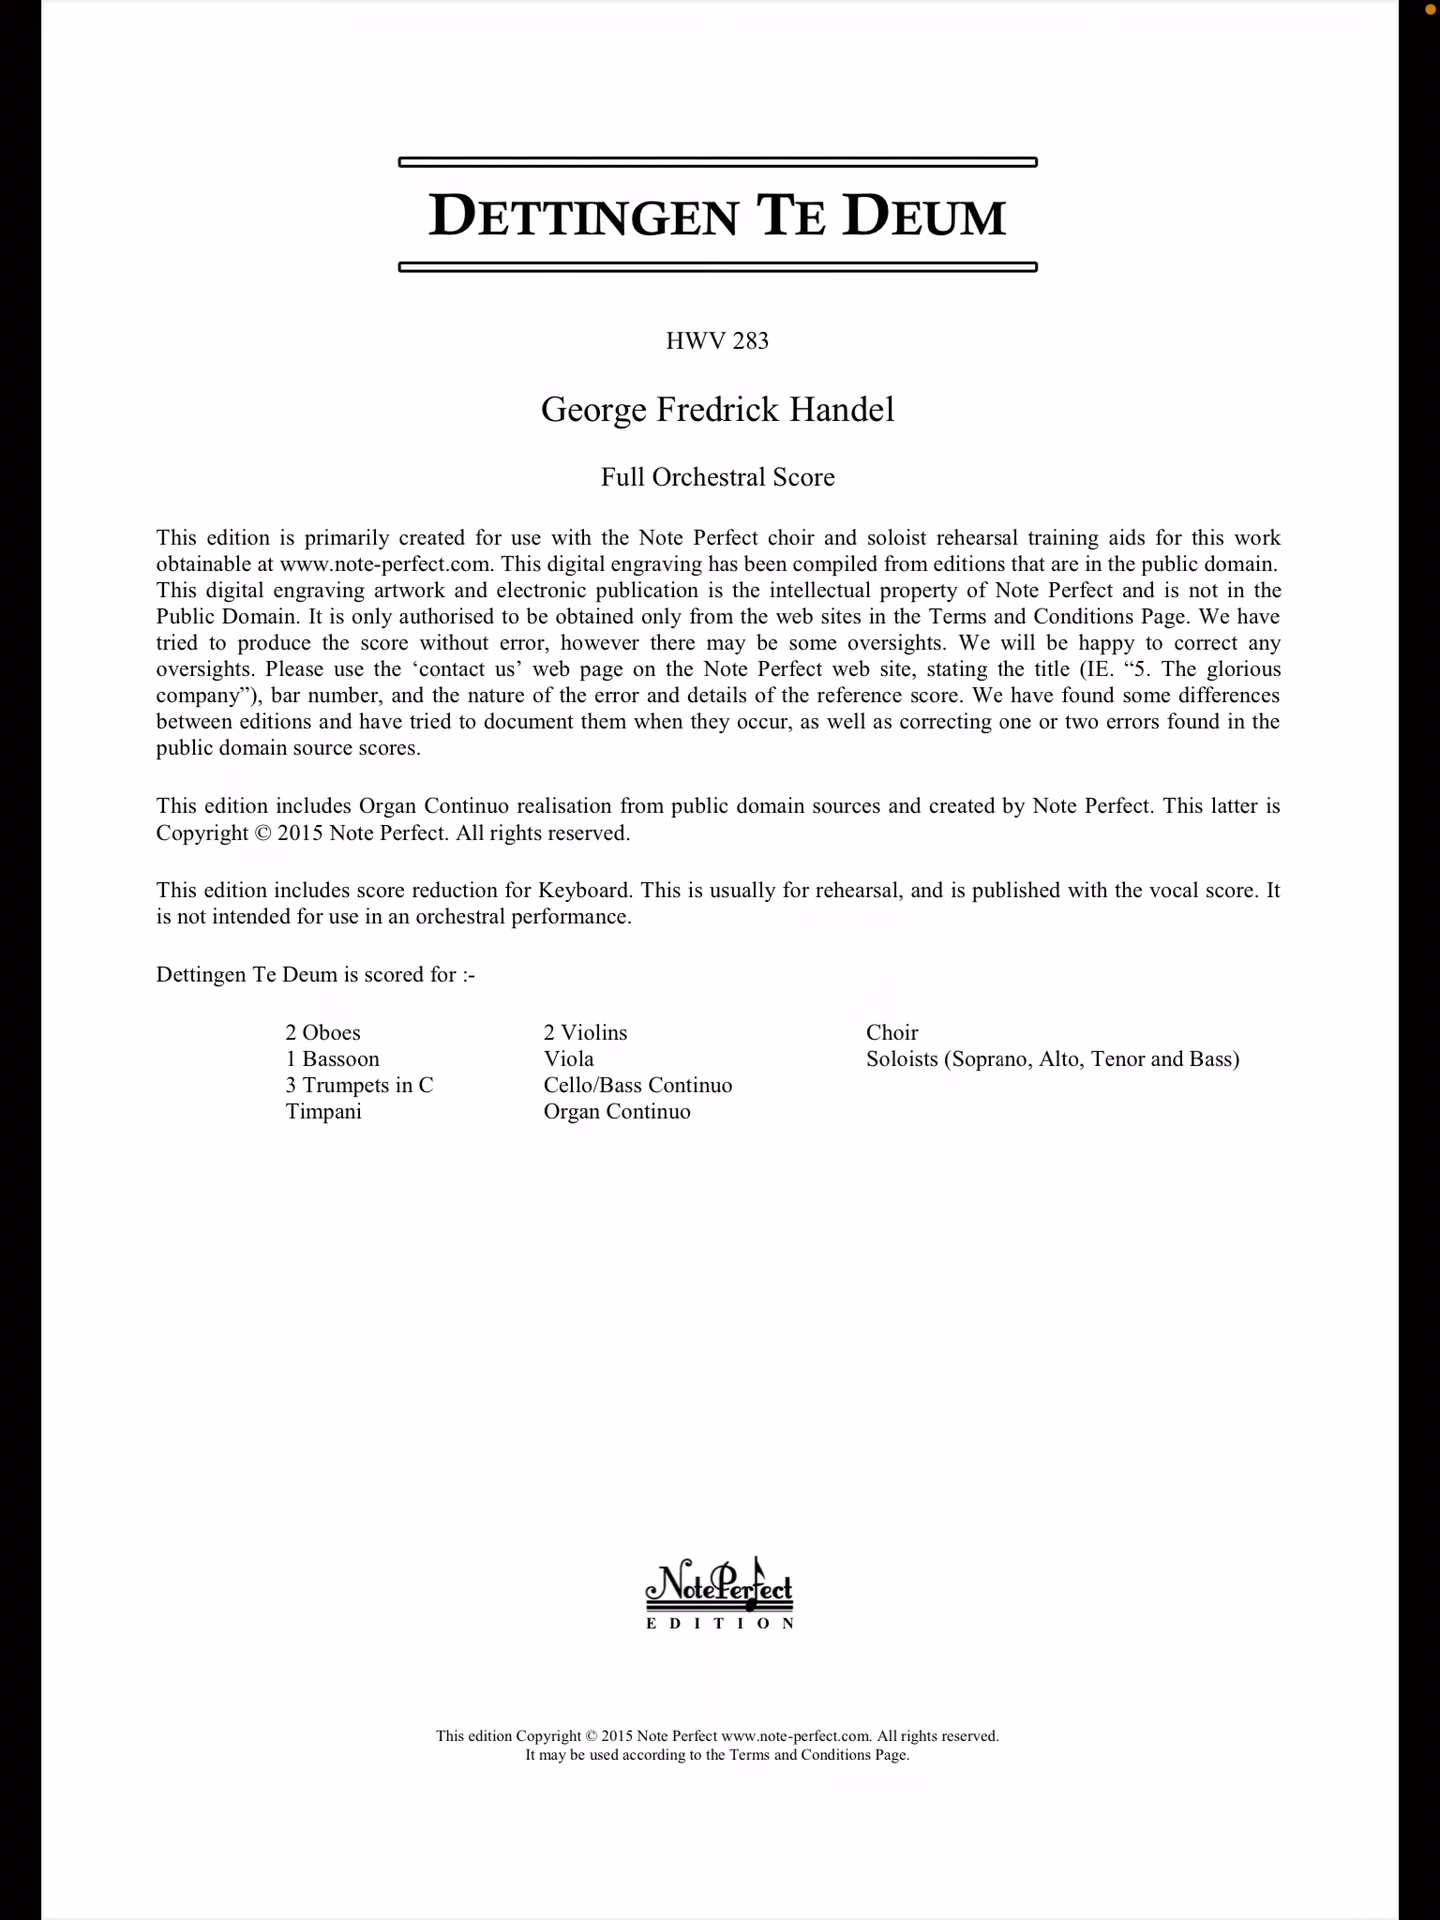 DETTINGEN TE DEUM
HWV 283
George Fredrick Handel
Full Orchestral Score
This edition is primarily created for use with the Note Perfect choir and soloist rehearsal training aids for this work
obtainable at www.note-perfect.com. This digital engraving has been compiled from editions that are in the public domain.
This digital engraving artwork and electronic publication is the intellectual property of Note Perfect and is not in the
Public Domain. It is only authorised to be obtained only from the web sites in the Terms and Conditions Page. We have
tried to produce the score without error, however there may be some oversights. We will be happy to correct any
oversights. Please use the ‘contact us’ web page on the Note Perfect web site, stating the title (IE. “5. The glorious
company”), bar number, and the nature of the error and details of the reference score. We have found some differences
between editions and have tried to document them when they occur, as well as correcting one or two errors found in the
public domain source scores.
This edition includes Organ Continuo realisation from public domain sources and created by Note Perfect. This latter is
Copyright © 2015 Note Perfect. All rights reserved.
This edition includes score reduction for Keyboard. This is usually for rehearsal, and is published with the vocal score. It
is not intended for use in an orchestral performance.
Dettingen Te Deum is scored for :-
2 Oboes 2 Violins Choir
1 Bassoon Viola Soloists (Soprano, Alto, Tenor and Bass)
3 Trumpets in C Cello/Bass Continuo
Timpani Organ Continuo
NotePerfect
EDITION
This edition Copyright © 2015 Note Perfect www.note-perfect.com. All rights reserved.
It may be used according to the Terms and Conditions Page.